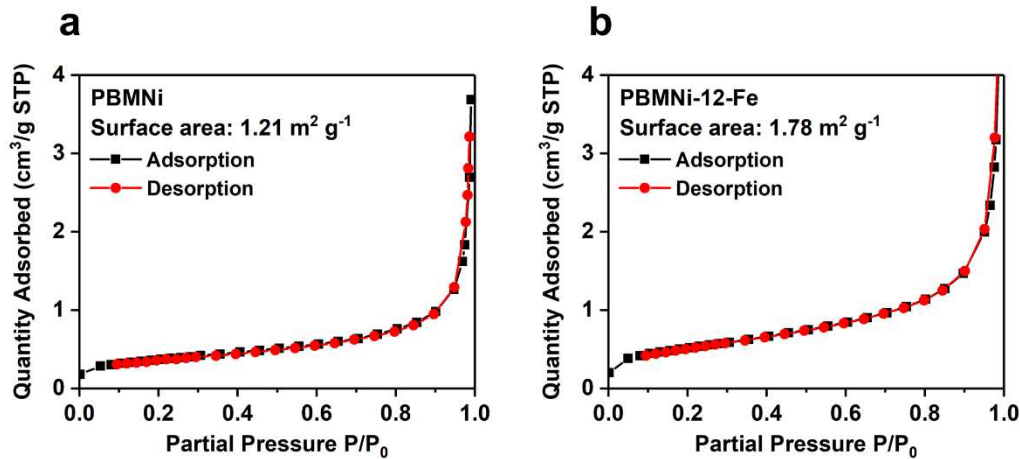 a
PBMNi
Surface area: 1.21 m² g⁻¹
Adsorption
Desorption
Quantity Adsorbed (cm³/g STP)
4
3
2
1
0
0.0 0.2 0.4 0.6 0.8 1.0
Partial Pressure P/P₀
b
PBMNi-12-Fe
Surface area: 1.78 m² g⁻¹
Adsorption
Desorption
Quantity Adsorbed (cm³/g STP)
4
3
2
1
0
0.0 0.2 0.4 0.6 0.8 1.0
Partial Pressure P/P₀